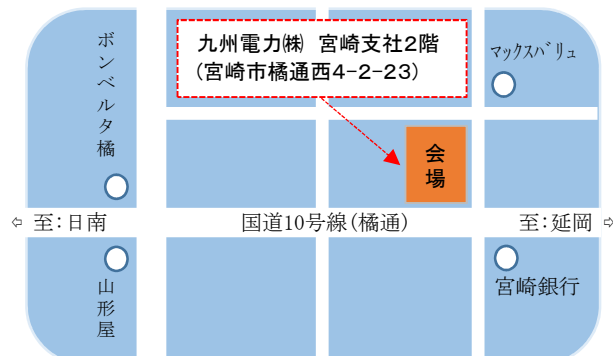 ボンベルタ橘
九州電力㈱ 宮崎支社2階
(宮崎市橘通西4-2-23)
マックスバリュ
会場
⇦ 至：日南
国道10号線（橘通）
至：延岡 ⇨
山形屋
宮崎銀行